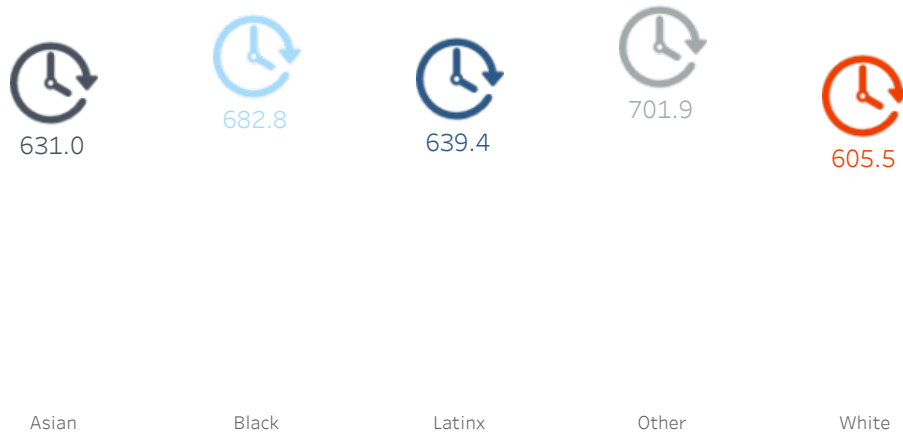 631.0
682.8
639.4
701.9
605.5
Asian
Black
Latinx
Other
White